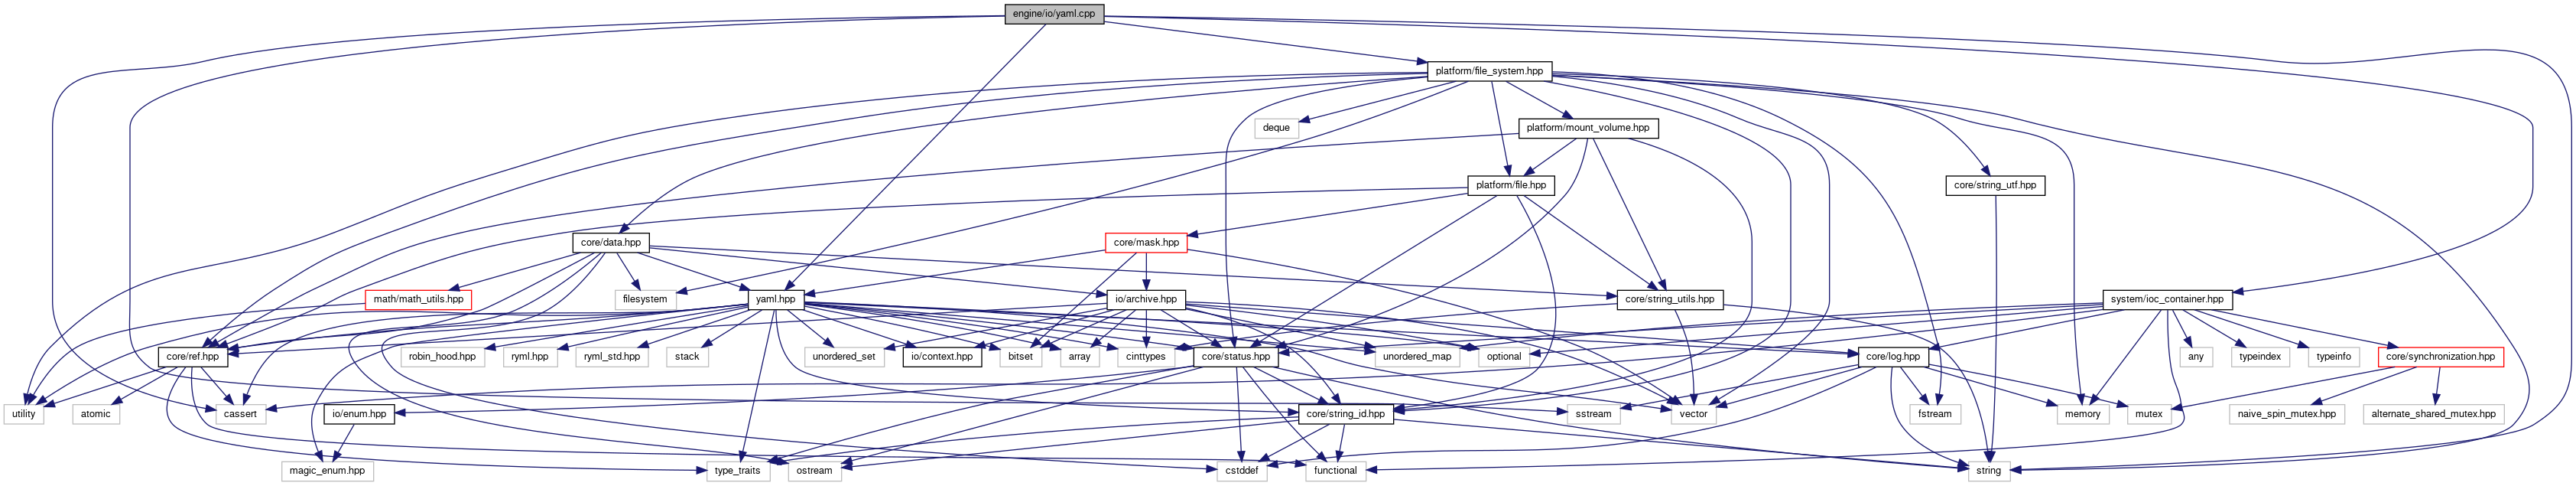 engine/io/yaml.cpp
platform/file_system.hpp
deque
platform/mount_volume.hpp
platform/file.hpp
core/string_utf.hpp
core/data.hpp
core/mask.hpp
math/math_utils.hpp
filesystem
yaml.hpp
io/archive.hpp
core/string_utils.hpp
system/ioc_container.hpp
core/ref.hpp
robin_hood.hpp
ryml.hpp
ryml_std.hpp
stack
unordered_set
io/context.hpp
bitset
array
cinttypes
core/status.hpp
unordered_map
optional
core/log.hpp
any
typeindex
typeinfo
core/synchronization.hpp
utility
atomic
cassert
io/enum.hpp
core/string_id.hpp
sstream
vector
fstream
memory
mutex
naive_spin_mutex.hpp
alternate_shared_mutex.hpp
magic_enum.hpp
type_traits
ostream
cstddef
functional
string